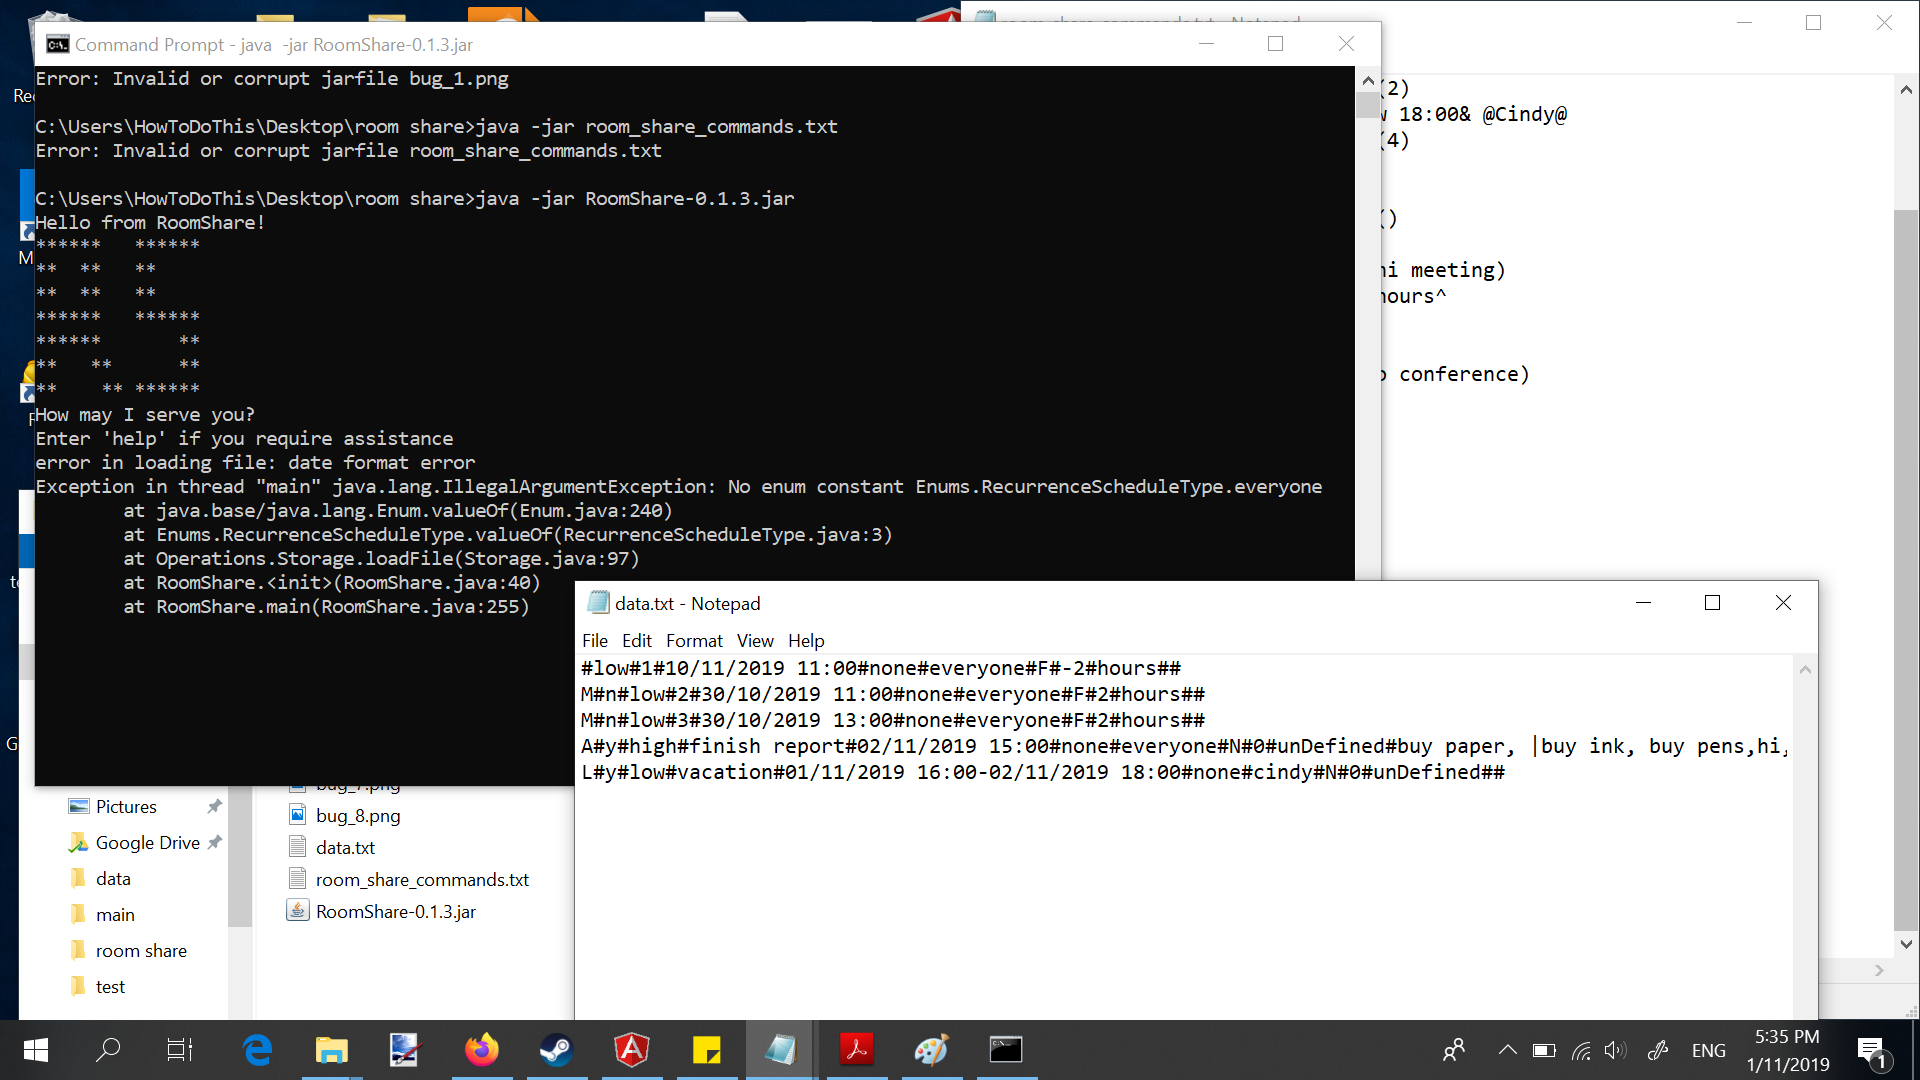 Command Prompt - java  -jar RoomShare-0.1.3.jar
Error: Invalid or corrupt jarfile bug_1.png
C:\Users\HowToDoThis\Desktop\room share>java -jar room_share_commands.txt
Error: Invalid or corrupt jarfile room_share_commands.txt
C:\Users\HowToDoThis\Desktop\room share>java -jar RoomShare-0.1.3.jar
Hello from RoomShare!
******   ******
**  **   **
**  **   **
******   ******
******       **
**   **      **
**    ** ******
How may I serve you?
Enter 'help' if you require assistance
error in loading file: date format error
Exception in thread "main" java.lang.IllegalArgumentException: No enum constant Enums.RecurrenceScheduleType.everyone
        at java.base/java.lang.Enum.valueOf(Enum.java:240)
        at Enums.RecurrenceScheduleType.valueOf(RecurrenceScheduleType.java:3)
        at Operations.Storage.loadFile(Storage.java:97)
        at RoomShare.<init>(RoomShare.java:40)
        at RoomShare.main(RoomShare.java:255)
room_share_commands.txt - Notepad
(2)
18:00& @Cindy@
(4)
()
meeting)
hours^
conference)
data.txt - Notepad
File Edit Format View Help
#low#1#10/11/2019 11:00#none#everyone#F#-2#hours##
M#n#low#2#30/10/2019 11:00#none#everyone#F#2#hours##
M#n#low#3#30/10/2019 13:00#none#everyone#F#2#hours##
A#y#high#finish report#02/11/2019 15:00#none#everyone#N#0#unDefined#buy paper, |buy ink, buy pens,hi,
L#y#low#vacation#01/11/2019 16:00-02/11/2019 18:00#none#cindy#N#0#unDefined##
Pictures
Google Drive
data
main
room share
test
bug_7.png
bug_8.png
data.txt
room_share_commands.txt
RoomShare-0.1.3.jar
ENG
5:35 PM
1/11/2019
1